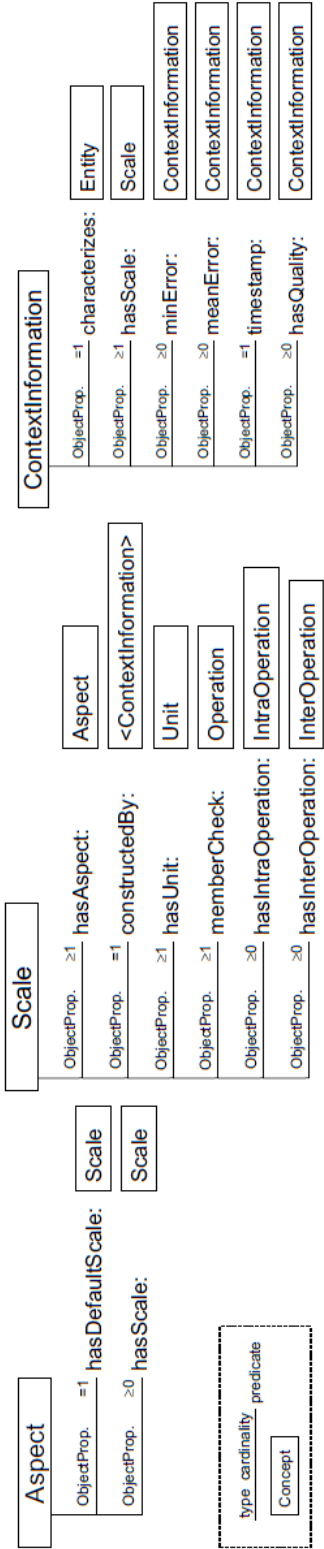 Aspect
ObjectProp. =1 hasDefaultScale: Scale
ObjectProp. ≥0 hasScale: Scale
type cardinality predicate
Concept
Scale
ObjectProp. ≥1 hasAspect: Aspect
ObjectProp. =1 constructedBy: <ContextInformation>
ObjectProp. ≥1 hasUnit: Unit
ObjectProp. ≥1 memberCheck: Operation
ObjectProp. ≥0 hasIntraOperation: IntraOperation
ObjectProp. ≥0 hasInterOperation: InterOperation
ContextInformation
ObjectProp. =1 characterizes: Entity
ObjectProp. ≥1 hasScale: Scale
ObjectProp. ≥0 minError: ContextInformation
ObjectProp. ≥0 meanError: ContextInformation
ObjectProp. =1 timestamp: ContextInformation
ObjectProp. ≥0 hasQuality: ContextInformation